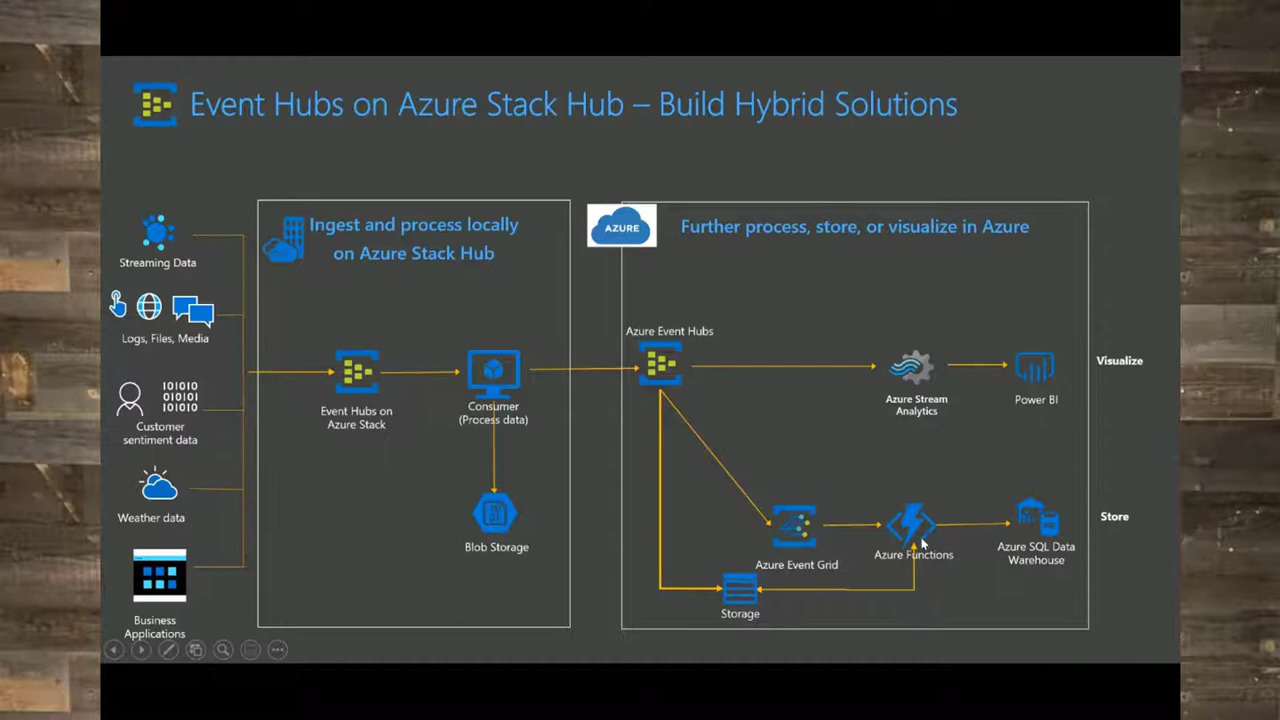 Event Hubs on Azure Stack Hub – Build Hybrid Solutions
Streaming Data
Logs, Files, Media
Customer
sentiment data
010101
010101
010101
Weather data
Business
Applications
Ingest and process locally
on Azure Stack Hub
Event Hubs on
Azure Stack
Consumer
(Process data)
Blob Storage
AZURE
Further process, store, or visualize in Azure
Azure Event Hubs
Azure Stream
Analytics
Power BI
Visualize
Azure Event Grid
Azure Functions
Azure SQL Data
Warehouse
Store
Storage